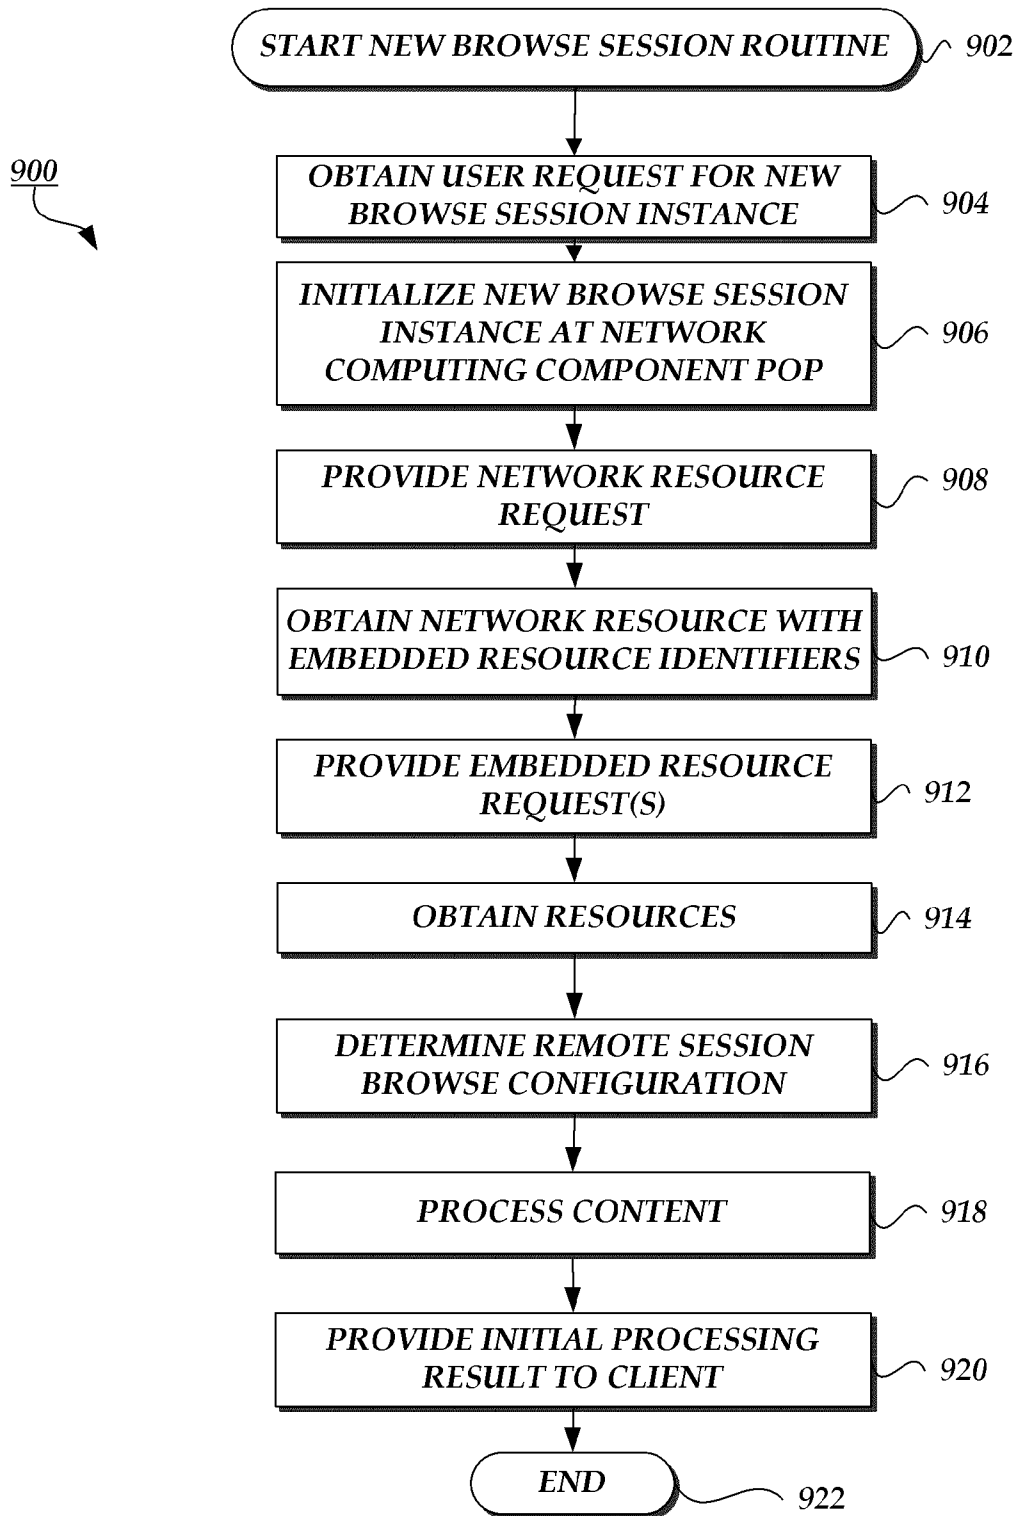 START NEW BROWSE SESSION ROUTINE
902
900
OBTAIN USER REQUEST FOR NEW
BROWSE SESSION INSTANCE
904
INITIALIZE NEW BROWSE SESSION
INSTANCE AT NETWORK
COMPUTING COMPONENT POP
906
PROVIDE NETWORK RESOURCE
REQUEST
908
OBTAIN NETWORK RESOURCE WITH
EMBEDDED RESOURCE IDENTIFIERS
910
PROVIDE EMBEDDED RESOURCE
REQUEST(S)
912
OBTAIN RESOURCES
914
DETERMINE REMOTE SESSION
BROWSE CONFIGURATION
916
PROCESS CONTENT
918
PROVIDE INITIAL PROCESSING
RESULT TO CLIENT
920
END
922